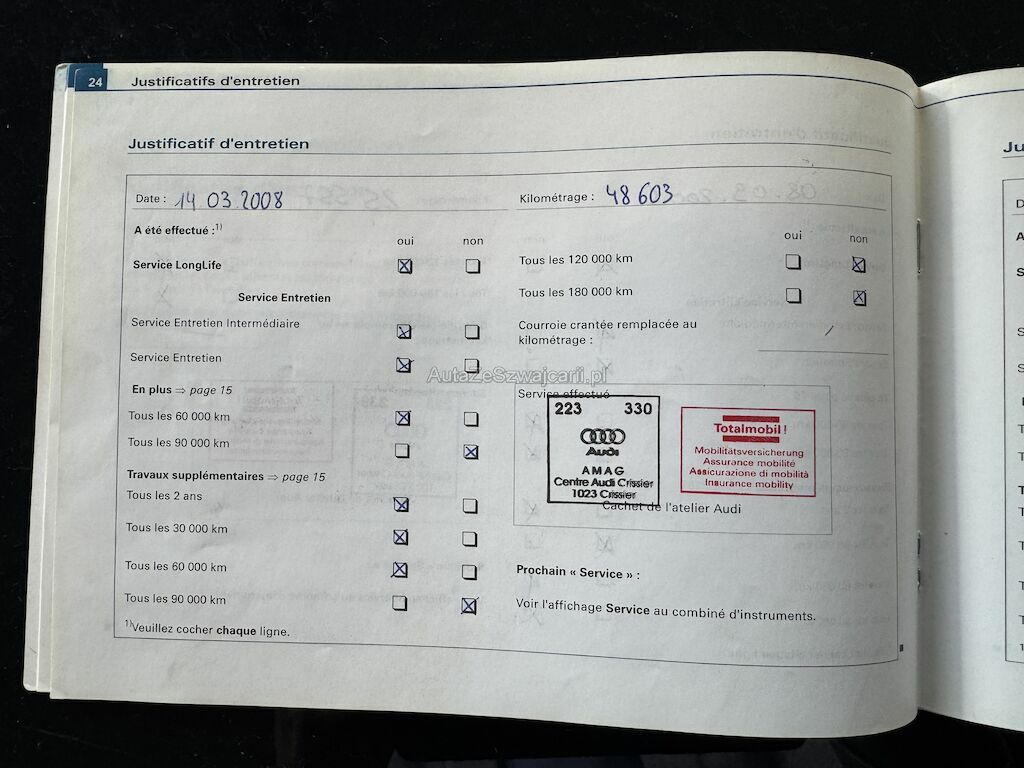 24 Justificatifs d'entretien
Justificatif d'entretien
Date : 14 03 2008
Kilométrage : 48 603
A été effectué :1)
oui non
Service LongLife
Service Entretien
Service Entretien Intermédiaire
Service Entretien
En plus ⇒ page 15
Tous les 60 000 km
Tous les 90 000 km
Travaux supplémentaires ⇒ page 15
Tous les 2 ans
Tous les 30 000 km
Tous les 60 000 km
Tous les 90 000 km
1)Veuillez cocher chaque ligne.
oui non
Tous les 120 000 km
Tous les 180 000 km
Courroie crantée remplacée au
kilométrage : /
Service effectué
223 330
Audi
AMAG
Centre Audi Crissier
1023 Crissier
Totalmobil!
Mobilitätsversicherung
Assurance mobilité
Assicurazione di mobilità
Insurance mobility
Cachet de l'atelier Audi
Prochain « Service » :
Voir l'affichage Service au combiné d'instruments.
AutazeSzwajcarii.pl